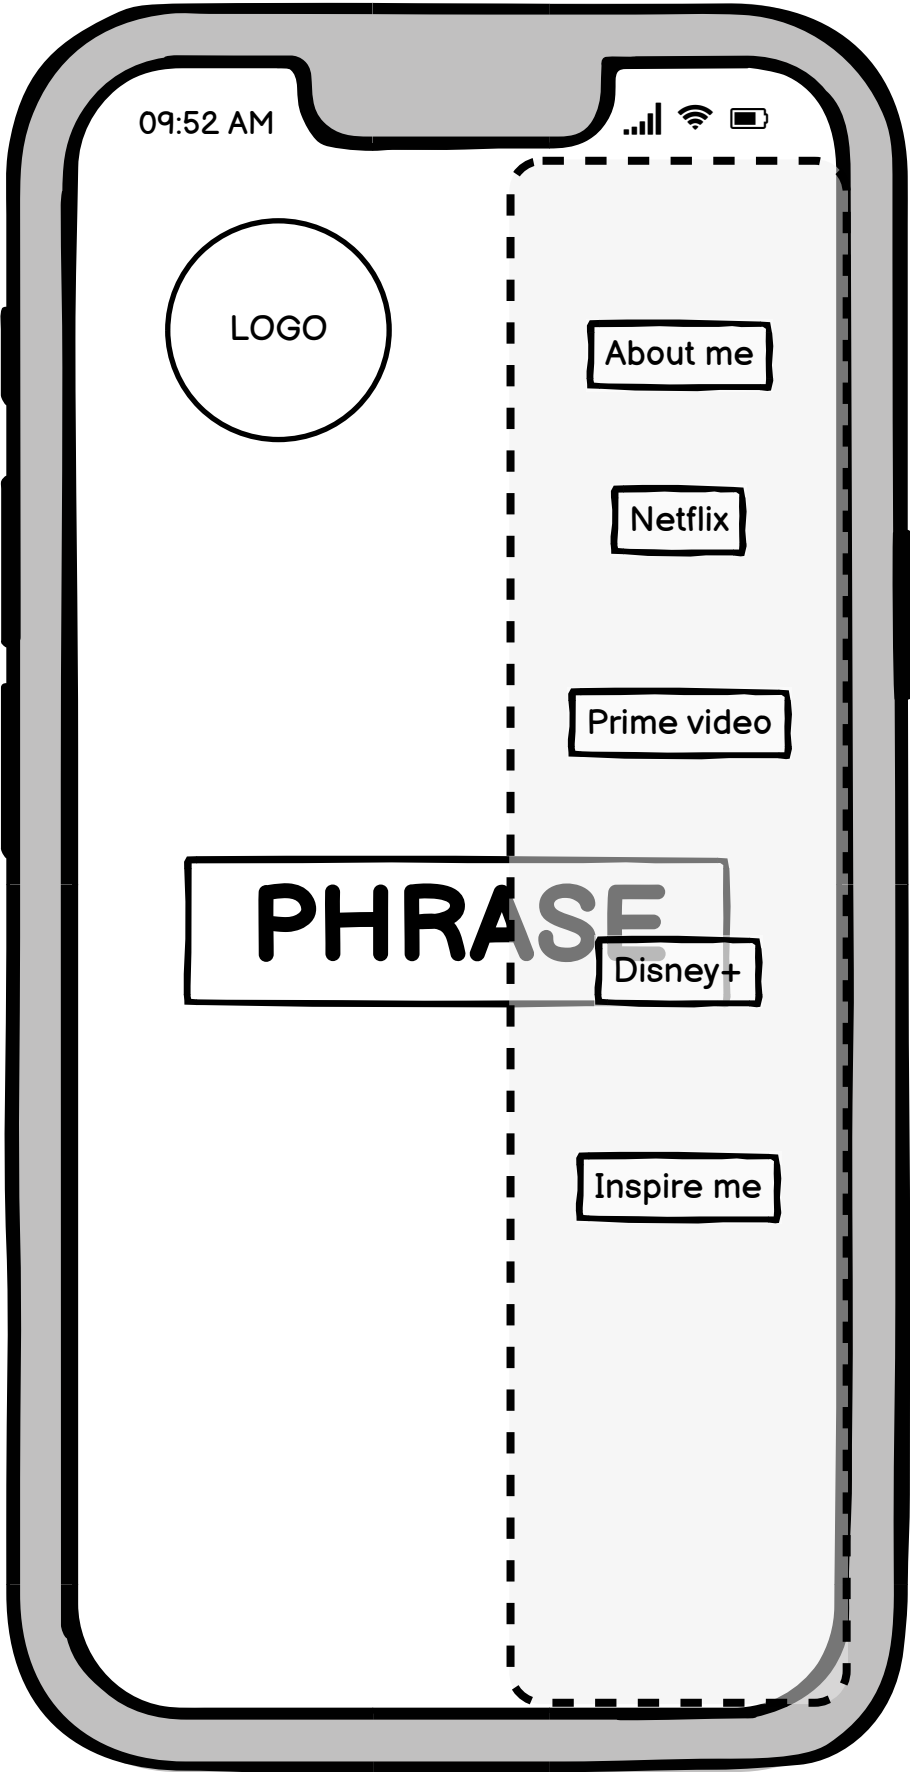 09:52 AM
LOGO
About me
Netflix
Prime video
PHRASE
Disney+
Inspire me